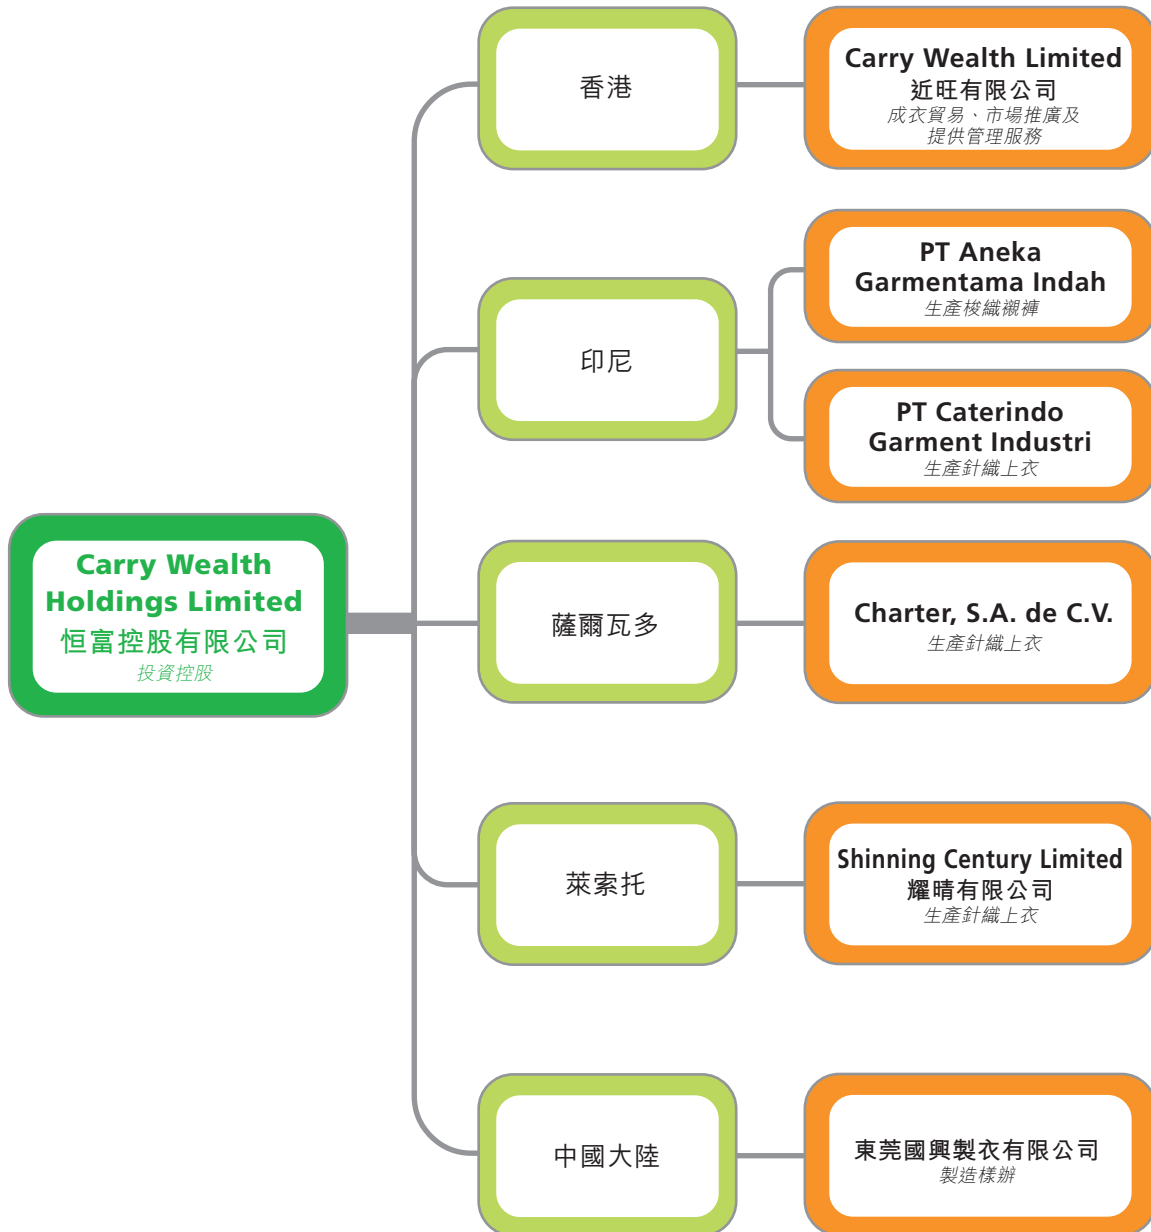 Carry Wealth
Holdings Limited
恒富控股有限公司
投資控股
香港
Carry Wealth Limited
近旺有限公司
成衣貿易、市場推廣及
提供管理服務
印尼
PT Aneka
Garmentama Indah
生產梭織襯褲
PT Caterindo
Garment Industri
生產針織上衣
薩爾瓦多
Charter, S.A. de C.V.
生產針織上衣
萊索托
Shinning Century Limited
耀晴有限公司
生產針織上衣
中國大陸
東莞國興製衣有限公司
製造樣辦